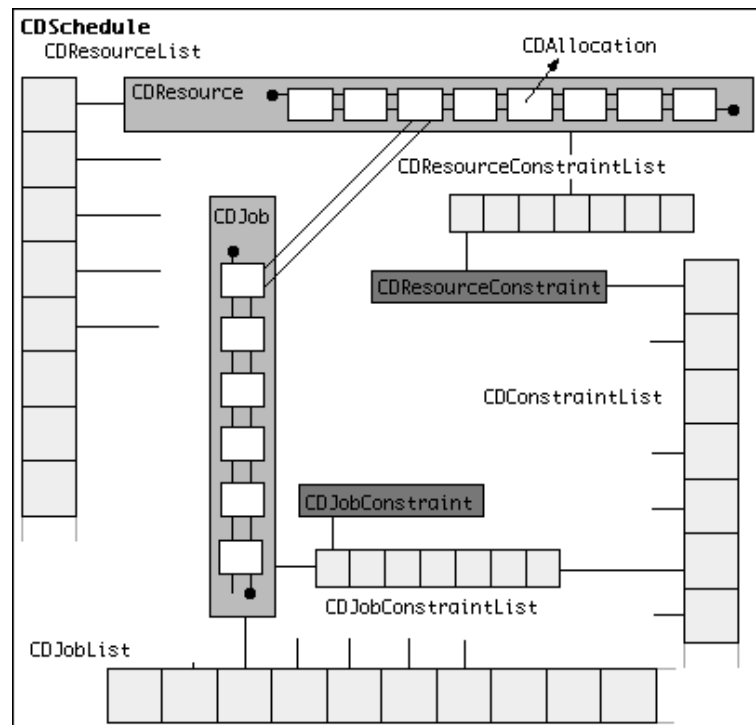 CDSchedule
CDResourceList
CDAllocation
CDResource
CDResourceConstraintList
CDJob
CDResourceConstraint
CDConstraintList
CDJobConstraint
CDJobConstraintList
CDJobList